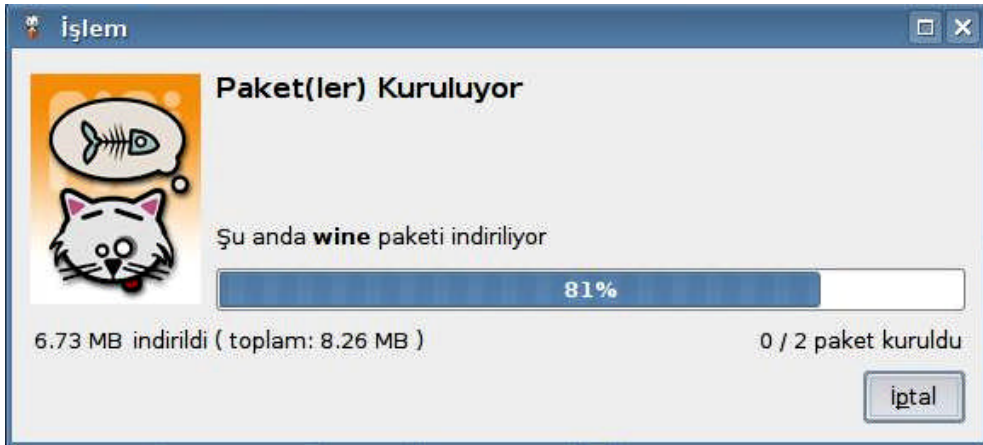 İşlem
Paket(ler) Kuruluyor
Şu anda wine paketi indiriliyor
81%
6.73 MB indirildi ( toplam: 8.26 MB )
0 / 2 paket kuruldu
İptal